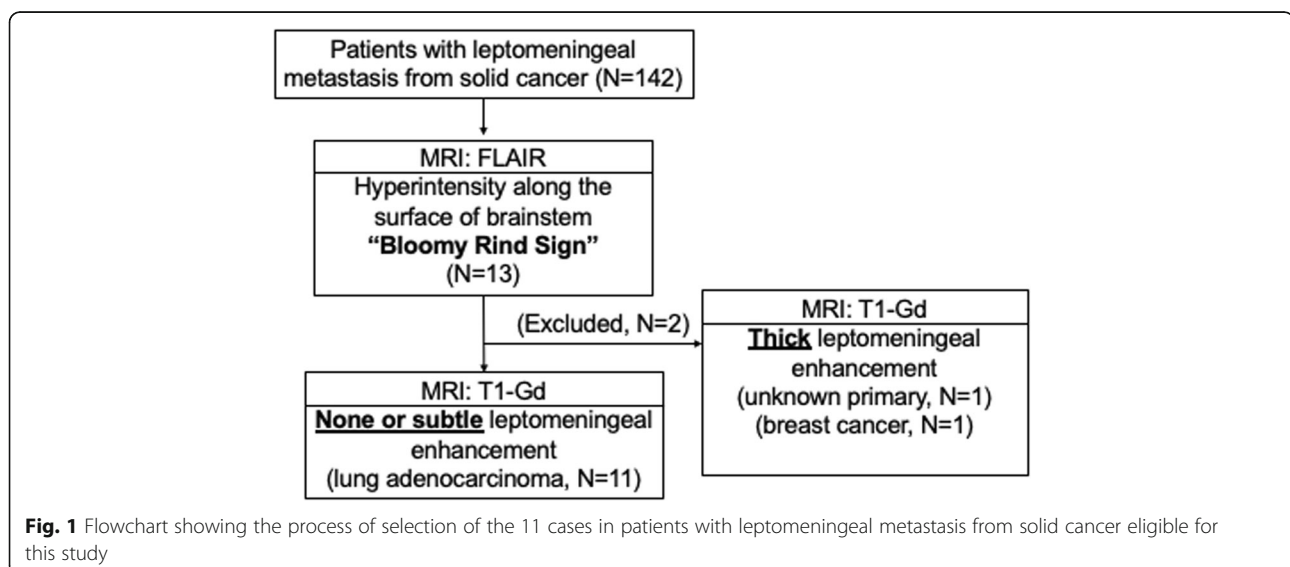 Patients with leptomeningeal
metastasis from solid cancer (N=142)
MRI: FLAIR
Hyperintensity along the
surface of brainstem
“Bloomy Rind Sign”
(N=13)
(Excluded, N=2)
MRI: T1-Gd
Thick leptomeningeal
enhancement
(unknown primary, N=1)
(breast cancer, N=1)
MRI: T1-Gd
None or subtle leptomeningeal
enhancement
(lung adenocarcinoma, N=11)
Fig. 1 Flowchart showing the process of selection of the 11 cases in patients with leptomeningeal metastasis from solid cancer eligible for
this study